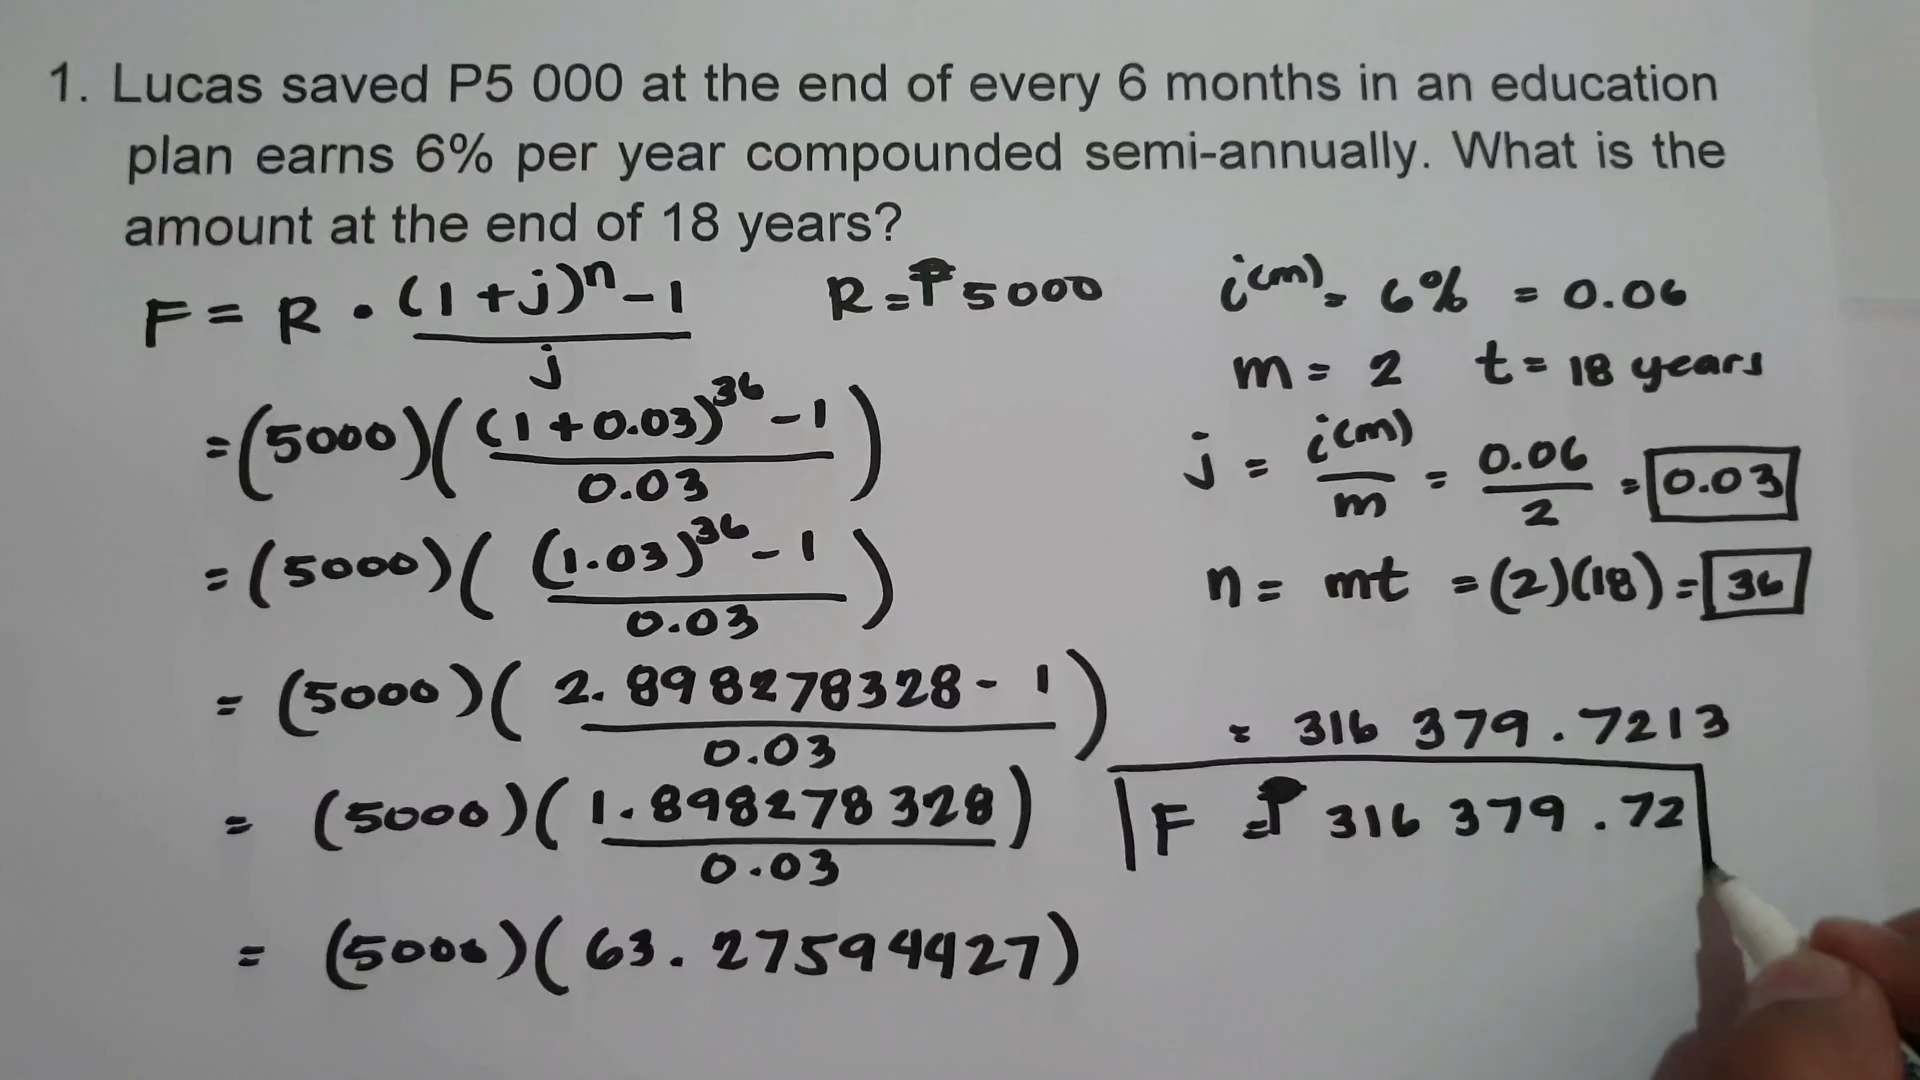 1. Lucas saved P5 000 at the end of every 6 months in an education
plan earns 6% per year compounded semi-annually. What is the
amount at the end of 18 years?
F = R · ((1+j)^n - 1)/j
R = ₱5000
i^(m) = 6% = 0.06
m = 2 t = 18 years
= (5000)(((1+0.03)^36 - 1)/0.03)
j = i^(m)/m = 0.06/2 = 0.03
= (5000)(((1.03)^36 - 1)/0.03)
n = mt = (2)(18) = 36
= (5000)((2.898278328 - 1)/0.03)
= (5000)(1.898278328/0.03)
= (5000)(63.27594427)
= 316 379.7213
F = ₱316 379.72